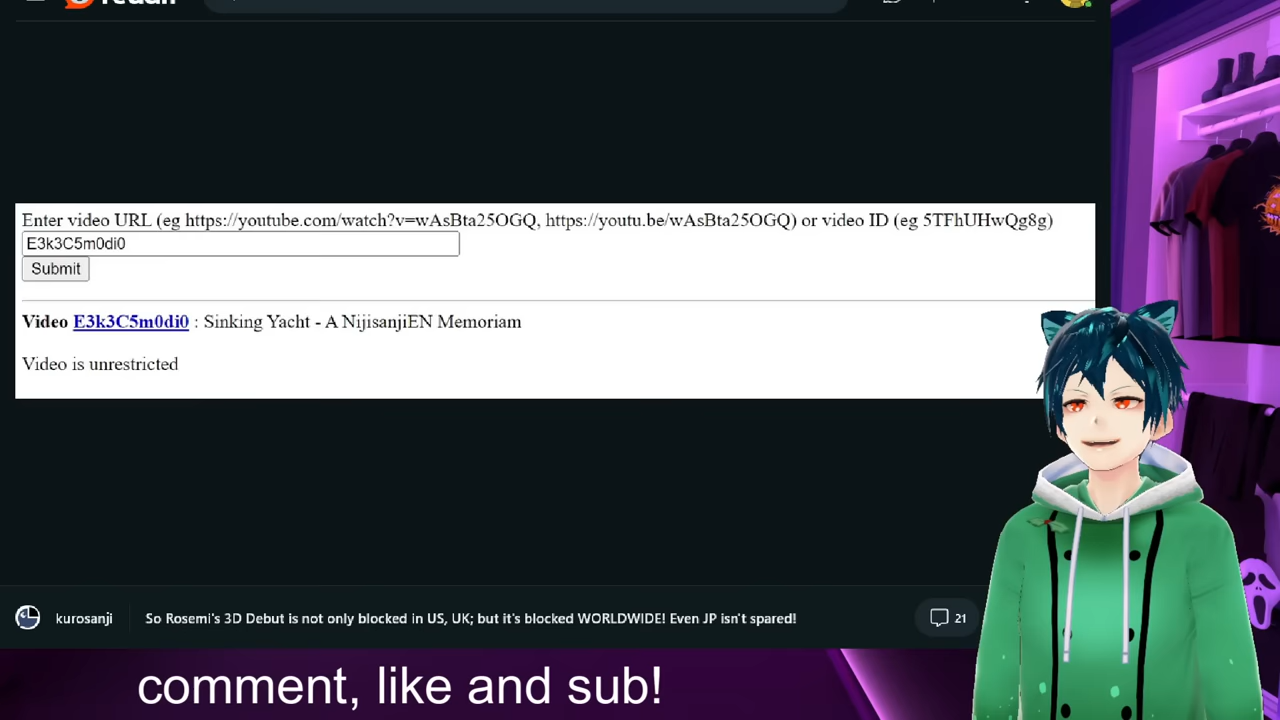 Enter video URL (eg https://youtube.com/watch?v=wAsBta25OGQ, https://youtu.be/wAsBta25OGQ) or video ID (eg 5TFhUHwQg8g)
E3k3C5m0di0
Submit
Video E3k3C5m0di0 : Sinking Yacht - A NijisanjiEN Memoriam
Video is unrestricted
kurosanji
So Rosemi's 3D Debut is not only blocked in US, UK; but it's blocked WORLDWIDE! Even JP isn't spared!
21
comment, like and sub!